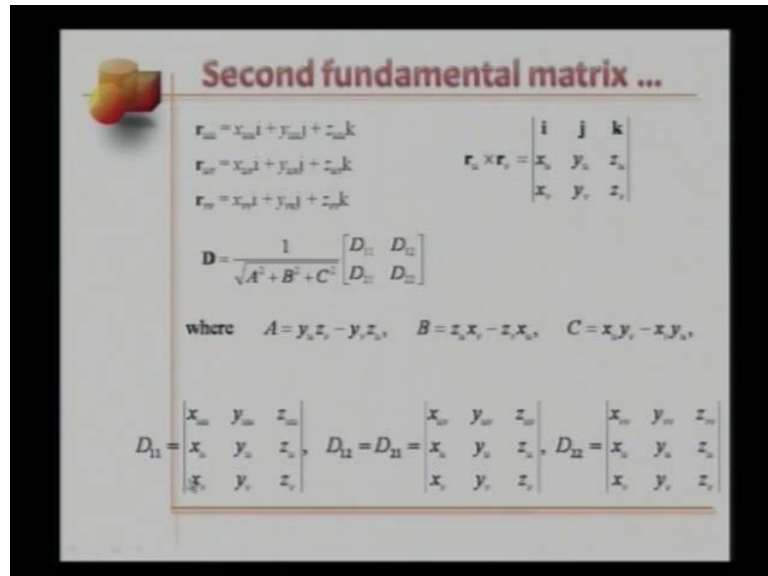 Second fundamental matrix ...
r_uu = x_uu i + y_uu j + z_uu k
r_uv = x_uv i + y_uv j + z_uv k
r_vv = x_vv i + y_vv j + z_vv k
r_u × r_v = | i j k |
| x_u y_u z_u |
| x_v y_v z_v |
D = 1 / √(A² + B² + C²) [ D₁₁ D₁₂ ]
[ D₂₁ D₂₂ ]
where A = y_u z_v − y_v z_u, B = z_u x_v − z_v x_u, C = x_u y_v − x_v y_u,
D₁₁ = | x_uu y_uu z_uu |
| x_u y_u z_u |
| x_v y_v z_v | , D₁₂ = D₂₁ = | x_uv y_uv z_uv |
| x_u y_u z_u |
| x_v y_v z_v | , D₂₂ = | x_vv y_vv z_vv |
| x_u y_u z_u |
| x_v y_v z_v |